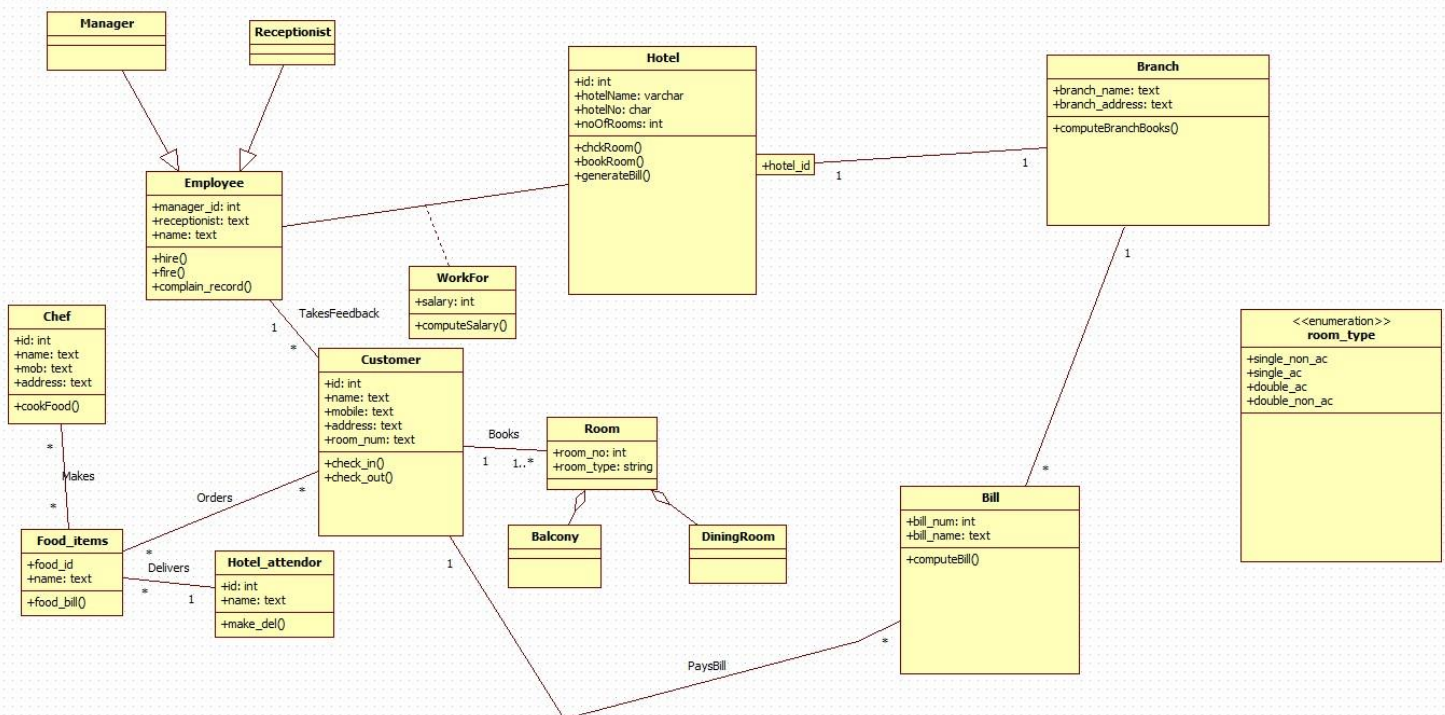 Manager
Receptionist
Hotel
+id: int
+hotelName: varchar
+hotelNo: char
+noOfRooms: int
+chckRoom()
+bookRoom()
+generateBill()
+hotel_id
1
1
Branch
+branch_name: text
+branch_address: text
+computeBranchBooks()
1
Employee
+manager_id: int
+receptionist: text
+name: text
+hire()
+fire()
+complain_record()
WorkFor
+salary: int
+computeSalary()
TakesFeedback
1
*
Chef
+id: int
+name: text
+mob: text
+address: text
+cookFood()
*
Makes
*
Customer
+id: int
+name: text
+mobile: text
+address: text
+room_num: text
+check_in()
+check_out()
Books
1
1..*
Room
+room_no: int
+room_type: string
Balcony
DiningRoom
<<enumeration>>
room_type
+single_non_ac
+single_ac
+double_ac
+double_non_ac
Orders
*
*
Food_items
+food_id
+name: text
+food_bill()
Delivers
*
1
Hotel_attendor
+id: int
+name: text
+make_del()
*
Bill
+bill_num: int
+bill_name: text
+computeBill()
1
PaysBill
*